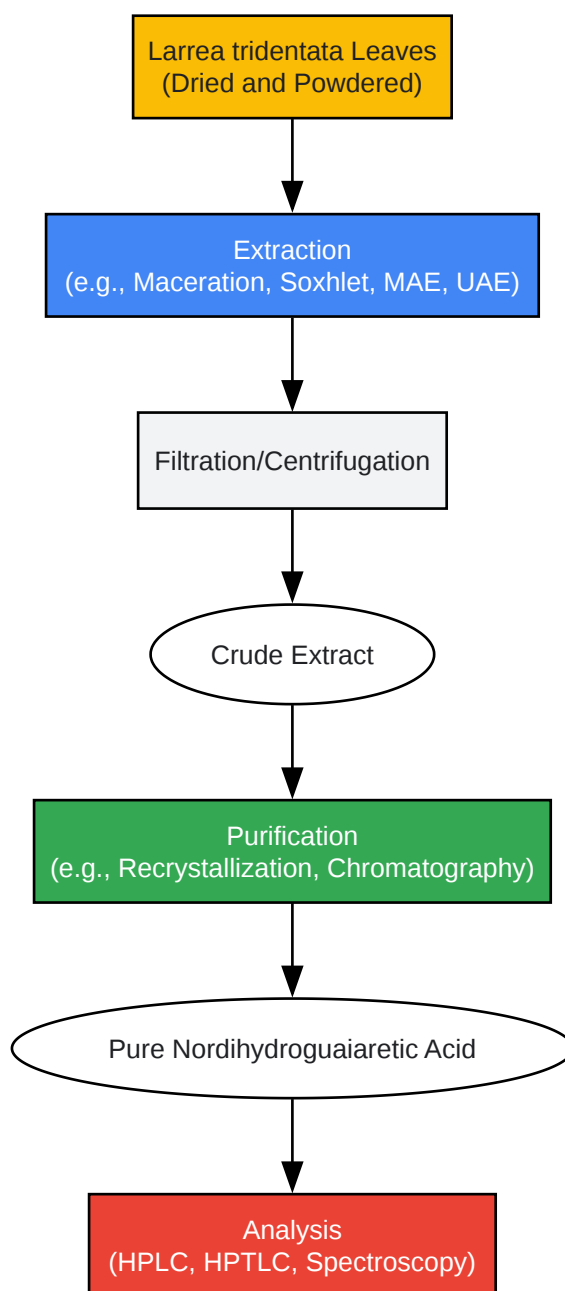 Larrea tridentata Leaves
(Dried and Powdered)
Extraction
(e.g., Maceration, Soxhlet, MAE, UAE)
Filtration/Centrifugation
Crude Extract
Purification
(e.g., Recrystallization, Chromatography)
Pure Nordihydroguaiaretic Acid
Analysis
(HPLC, HPTLC, Spectroscopy)